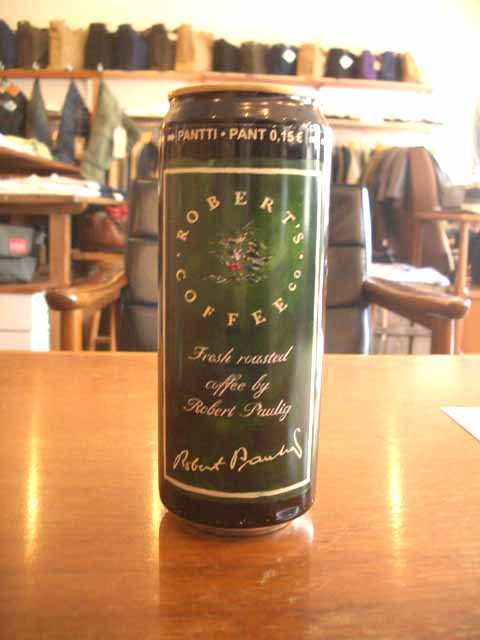 PANTTI • PANT 0,15 €
ROBERT'S
COFFEE CO.
Fresh roasted
coffee by
Robert Paulig
Robert Paulig